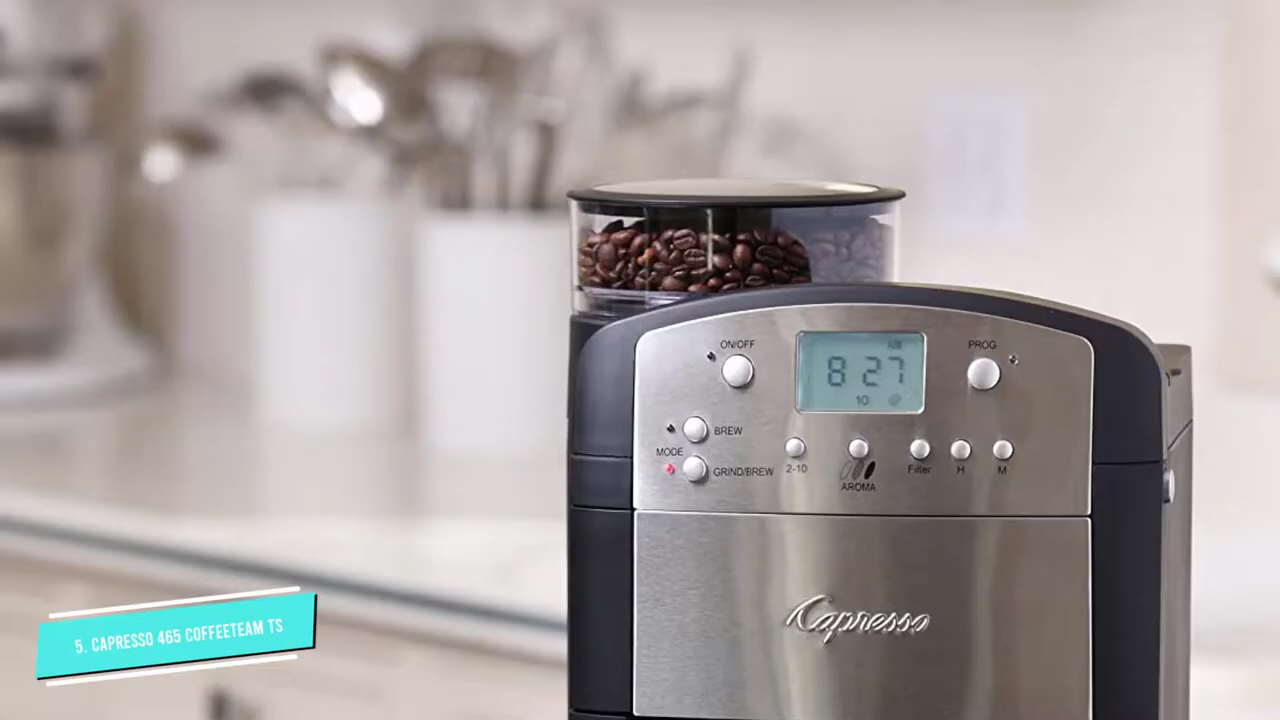 ON/OFF
8 27
10
PROG
BREW
MODE
GRIND/BREW
2-10
AROMA
Filter
H
M
Capresso
5. CAPRESSO 465 COFFEETEAM TS